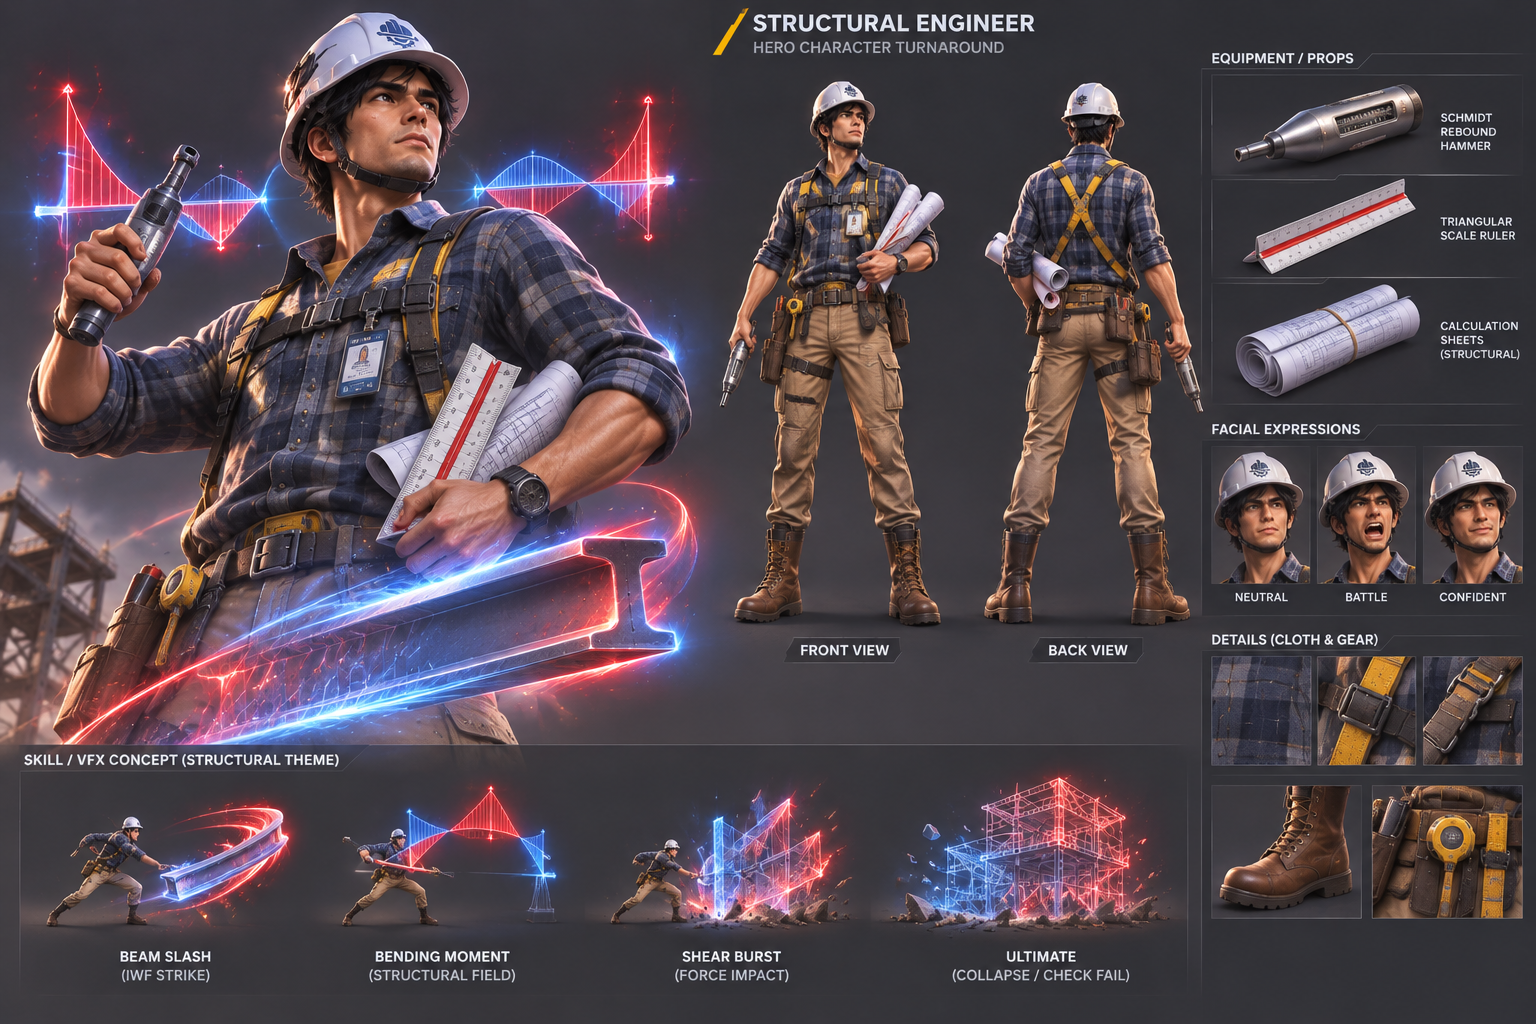 STRUCTURAL ENGINEER
HERO CHARACTER TURNAROUND
EQUIPMENT / PROPS
SCHMIDT
REBOUND
HAMMER
TRIANGULAR
SCALE RULER
CALCULATION
SHEETS
(STRUCTURAL)
FRONT VIEW
BACK VIEW
FACIAL EXPRESSIONS
NEUTRAL
BATTLE
CONFIDENT
DETAILS (CLOTH & GEAR)
SKILL / VFX CONCEPT (STRUCTURAL THEME)
BEAM SLASH
(IWF STRIKE)
BENDING MOMENT
(STRUCTURAL FIELD)
SHEAR BURST
(FORCE IMPACT)
ULTIMATE
(COLLAPSE / CHECK FAIL)